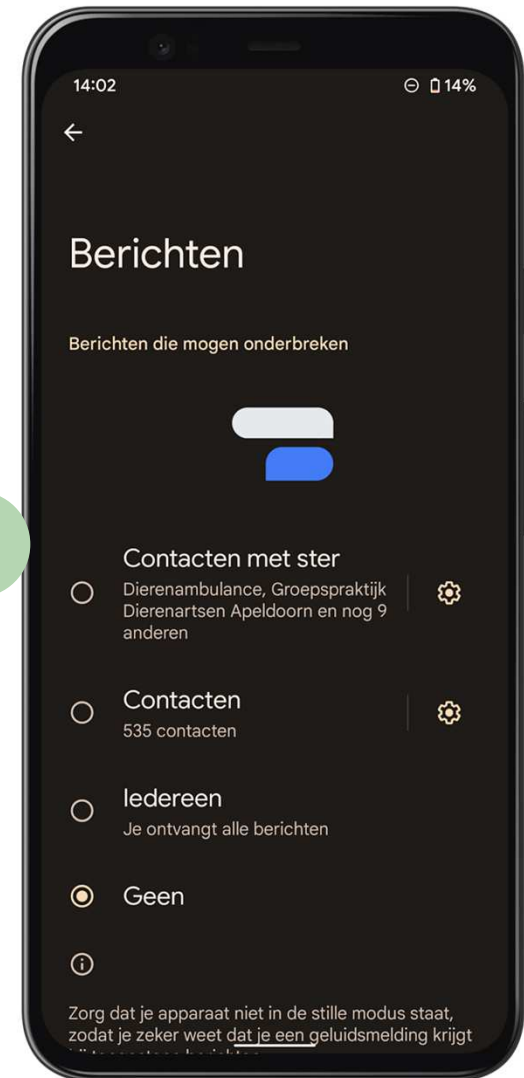 14:02 14%
Berichten
Berichten die mogen onderbreken
Contacten met ster
Dierenambulance, Groepspraktijk
Dierenartsen Apeldoorn en nog 9
anderen
Contacten
535 contacten
Iedereen
Je ontvangt alle berichten
Geen
Zorg dat je apparaat niet in de stille modus staat,
zodat je zeker weet dat je een geluidsmelding krijgt